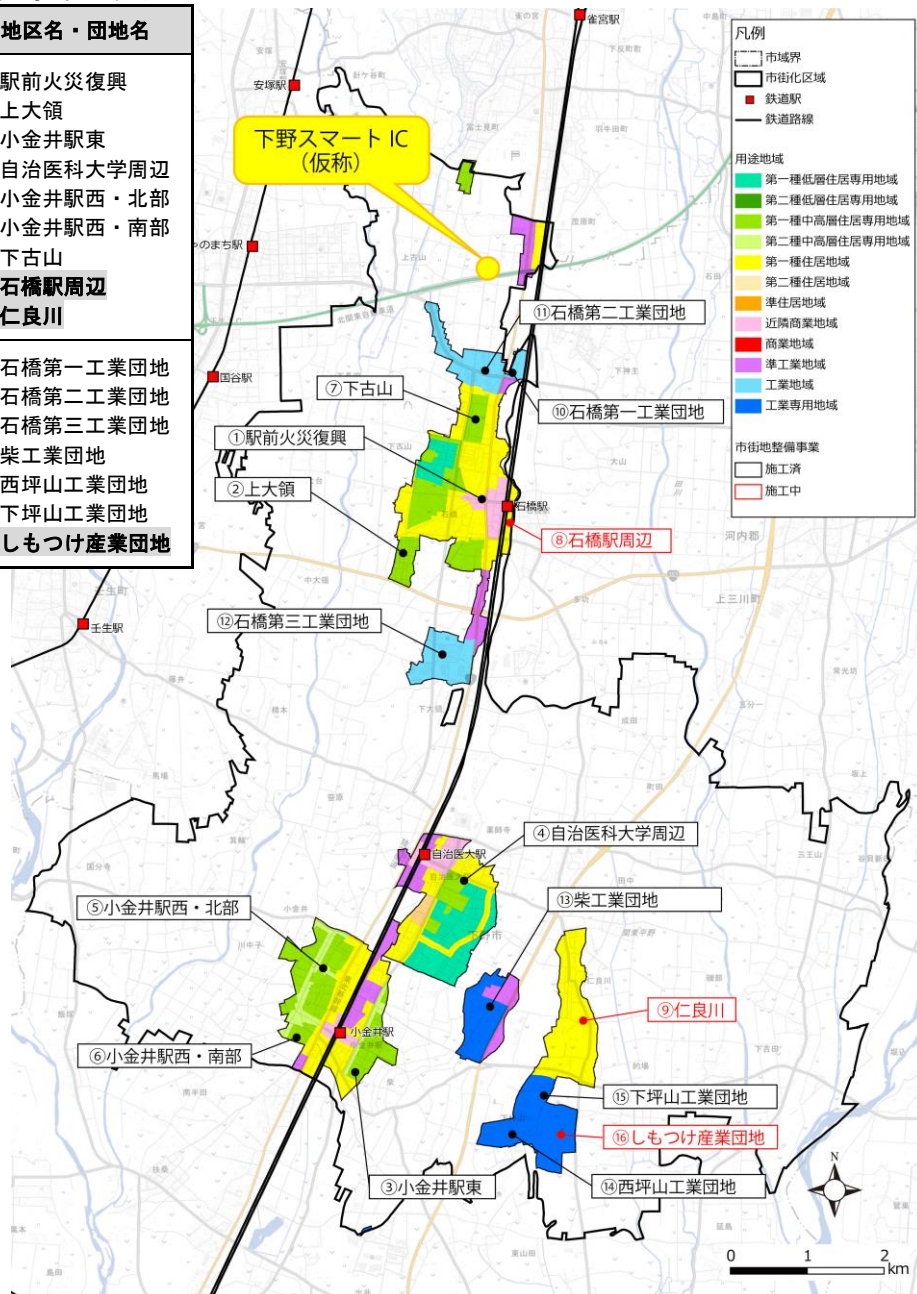 地区名・団地名
駅前火災復興
上大領
小金井駅東
自治医科大学周辺
小金井駅西・北部
小金井駅西・南部
下古山
石橋駅周辺
仁良川
石橋第一工業団地
石橋第二工業団地
石橋第三工業団地
柴工業団地
西坪山工業団地
下坪山工業団地
しもつけ産業団地
凡例
市域界
市街化区域
鉄道駅
鉄道路線
用途地域
第一種低層住居専用地域
第二種低層住居専用地域
第一種中高層住居専用地域
第二種中高層住居専用地域
第一種住居地域
第二種住居地域
準住居地域
近隣商業地域
商業地域
準工業地域
工業地域
工業専用地域
市街地整備事業
施工済
施工中
雀宮駅
安塚駅
下野スマート IC
(仮称)
のまち駅
北関東自動車道
国谷駅
⑪石橋第二工業団地
⑦下古山
⑩石橋第一工業団地
①駅前火災復興
②上大領
石橋駅
⑧石橋駅周辺
河内郡
上三川町
壬生町
壬生駅
⑫石橋第三工業団地
④自治医科大学周辺
自治医大駅
⑬柴工業団地
⑤小金井駅西・北部
下野市
⑨仁良川
小金井駅
⑥小金井駅西・南部
⑮下坪山工業団地
⑯しもつけ産業団地
③小金井駅東
⑭西坪山工業団地
N
0 1 2
km